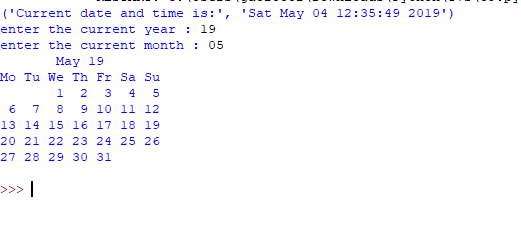 ('Current date and time is:', 'Sat May 04 12:35:49 2019')
enter the current year : 19
enter the current month : 05
May 19
Mo Tu We Th Fr Sa Su
1 2 3 4 5
6 7 8 9 10 11 12
13 14 15 16 17 18 19
20 21 22 23 24 25 26
27 28 29 30 31
>>>